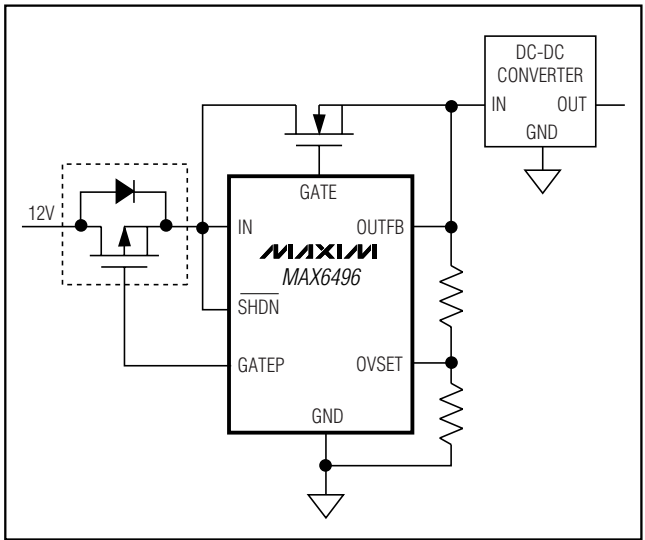 DC-DC
CONVERTER
IN OUT
GND
GATE
12V
IN OUTFB
MAXIM
MAX6496
SHDN
GATEP OVSET
GND